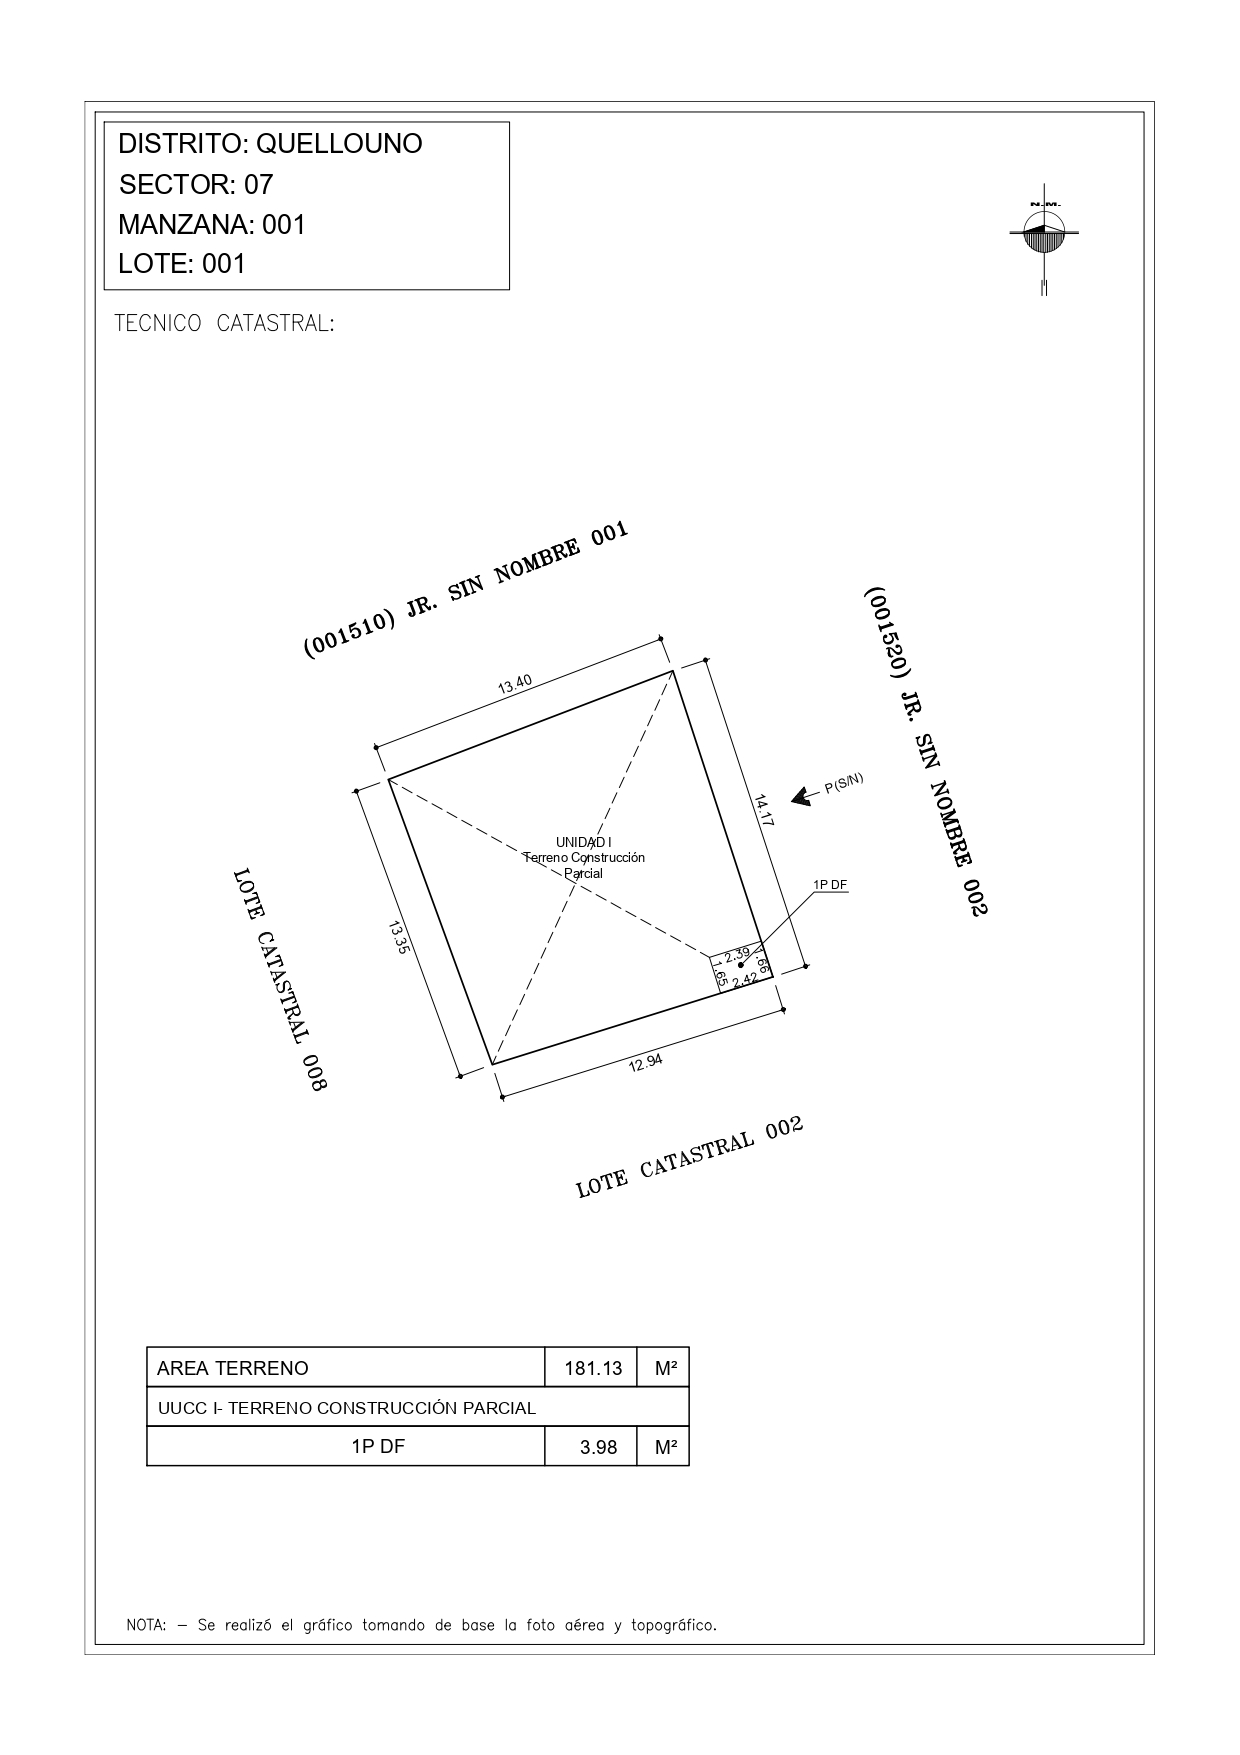 DISTRITO: QUELLOUNO
SECTOR: 07
MANZANA: 001
LOTE: 001
N.M.
TECNICO CATASTRAL:
(001510) JR. SIN NOMBRE 001
(001520) JR. SIN NOMBRE 002
13.40
14.17
P(S/N)
UNIDAD I
Terreno Construcción
Parcial
1P DF
13.35
2.39
1.66
1.65
2.42
12.94
LOTE CATASTRAL 008
LOTE CATASTRAL 002
AREA TERRENO 181.13 M²
UUCC I- TERRENO CONSTRUCCIÓN PARCIAL
1P DF 3.98 M²
NOTA: – Se realizó el gráfico tomando de base la foto aérea y topográfico.